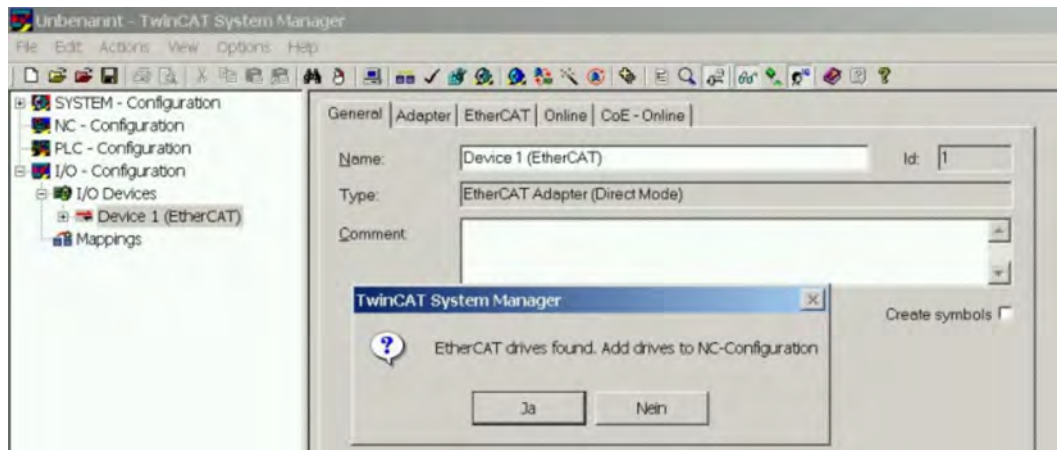 Unbenannt - TwinCAT System Manager
File Edit Actions View Options Help
SYSTEM - Configuration
NC - Configuration
PLC - Configuration
I/O - Configuration
I/O Devices
Device 1 (EtherCAT)
Mappings
General Adapter EtherCAT Online CoE - Online
Name: Device 1 (EtherCAT) Id: 1
Type: EtherCAT Adapter (Direct Mode)
Comment
TwinCAT System Manager
Create symbols
EtherCAT drives found. Add drives to NC-Configuration
Ja Nein